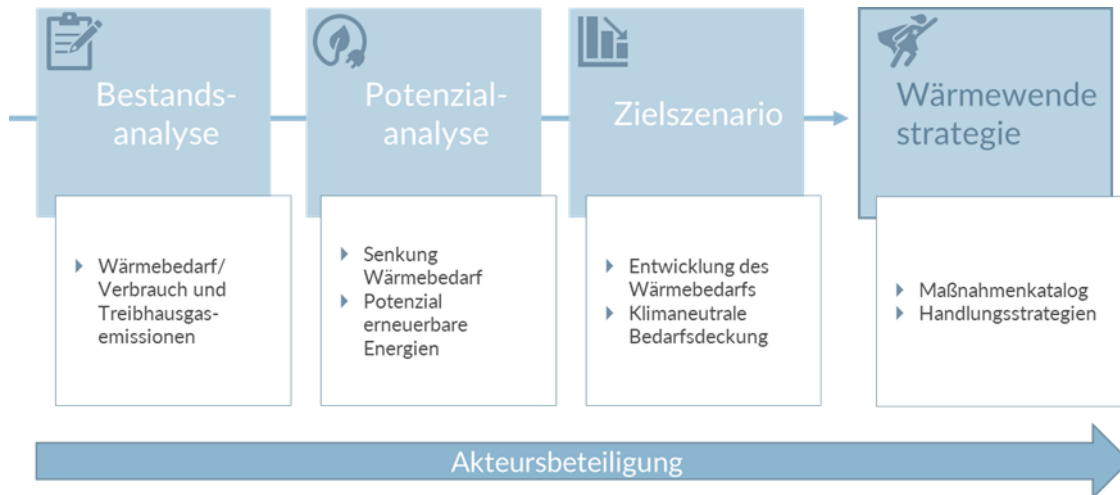 Bestands-
analyse
Potenzial-
analyse
Zielszenario
Wärmewende
strategie
Wärmebedarf/
Verbrauch und
Treibhausgas-
emissionen
Senkung
Wärmebedarf
Potenzial
erneuerbare
Energien
Entwicklung des
Wärmebedarfs
Klimaneutrale
Bedarfsdeckung
Maßnahmenkatalog
Handlungsstrategien
Akteursbeteiligung